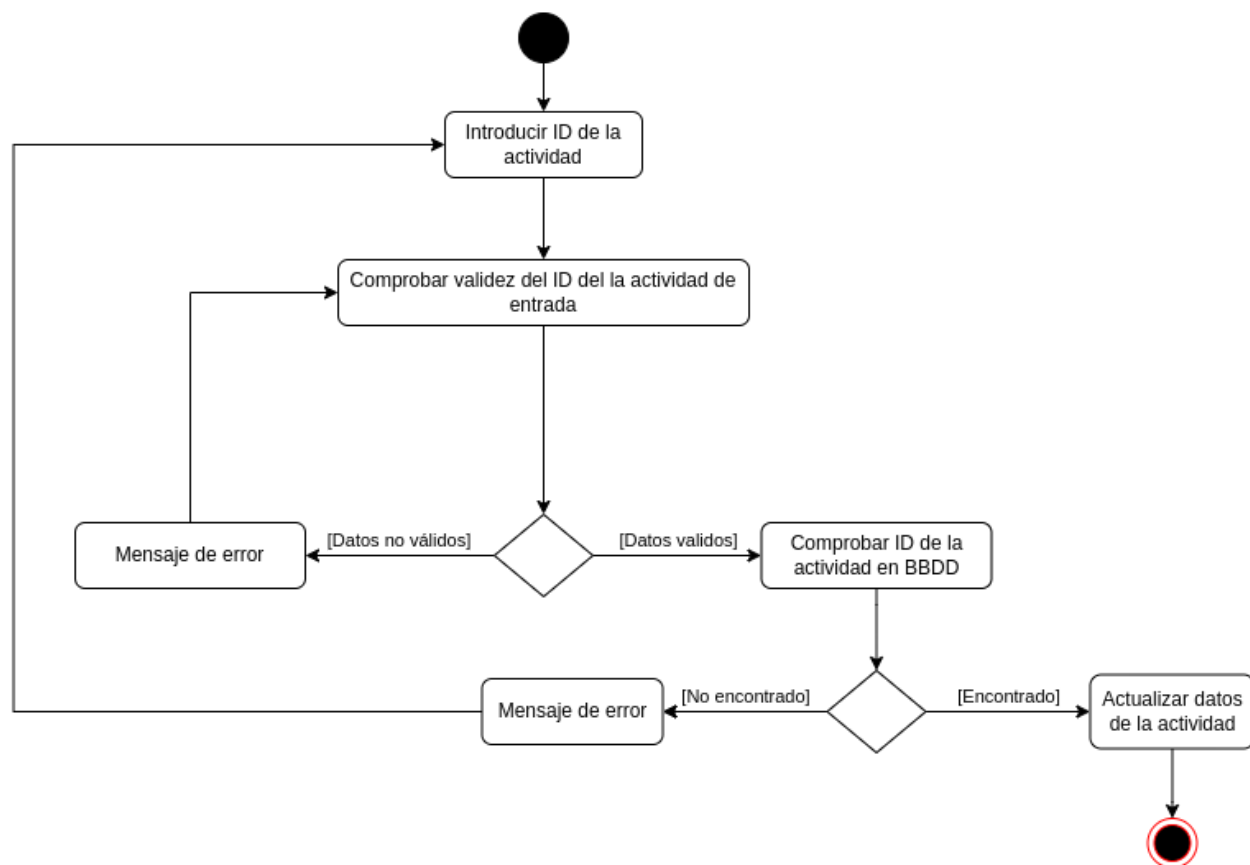 Introducir ID de la
actividad
Comprobar validez del ID del la actividad de
entrada
Mensaje de error
[Datos no válidos]
[Datos validos]
Comprobar ID de la
actividad en BBDD
Mensaje de error
[No encontrado]
[Encontrado]
Actualizar datos
de la actividad